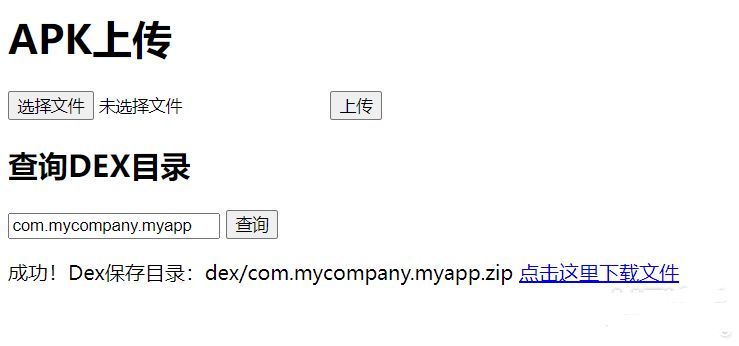 APK上传
选择文件 未选择文件 上传
查询DEX目录
com.mycompany.myapp 查询
成功！Dex保存目录：dex/com.mycompany.myapp.zip 点击这里下载文件